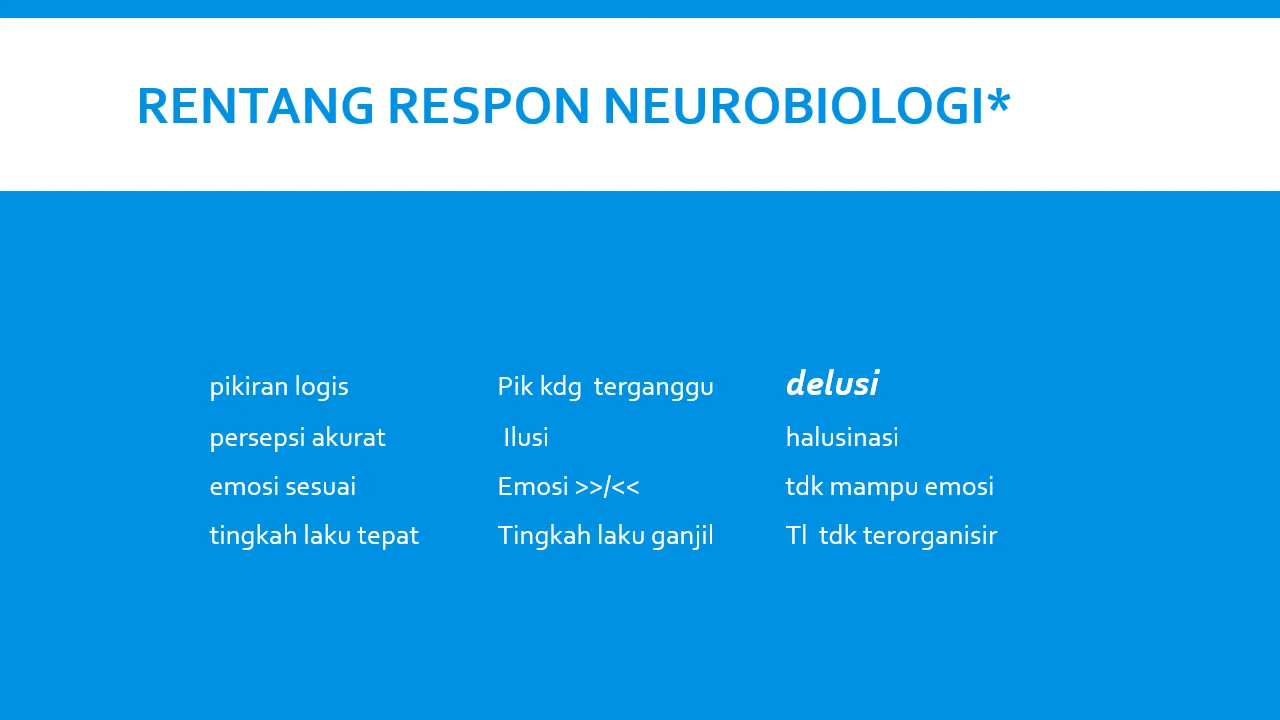 RENTANG RESPON NEUROBIOLOGI*
pikiran logis Pik kdg  terganggu delusi
persepsi akurat Ilusi halusinasi
emosi sesuai Emosi >>/<< tdk mampu emosi
tingkah laku tepat Tingkah laku ganjil Tl  tdk terorganisir